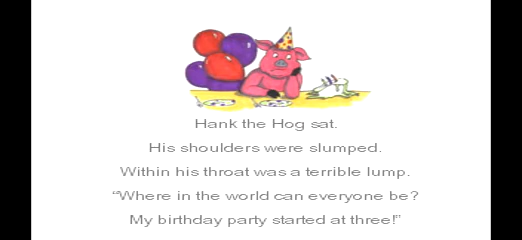 Hank the Hog sat.
His shoulders were slumped.
Within his throat was a terrible lump.
“Where in the world can everyone be?
My birthday party started at three!”